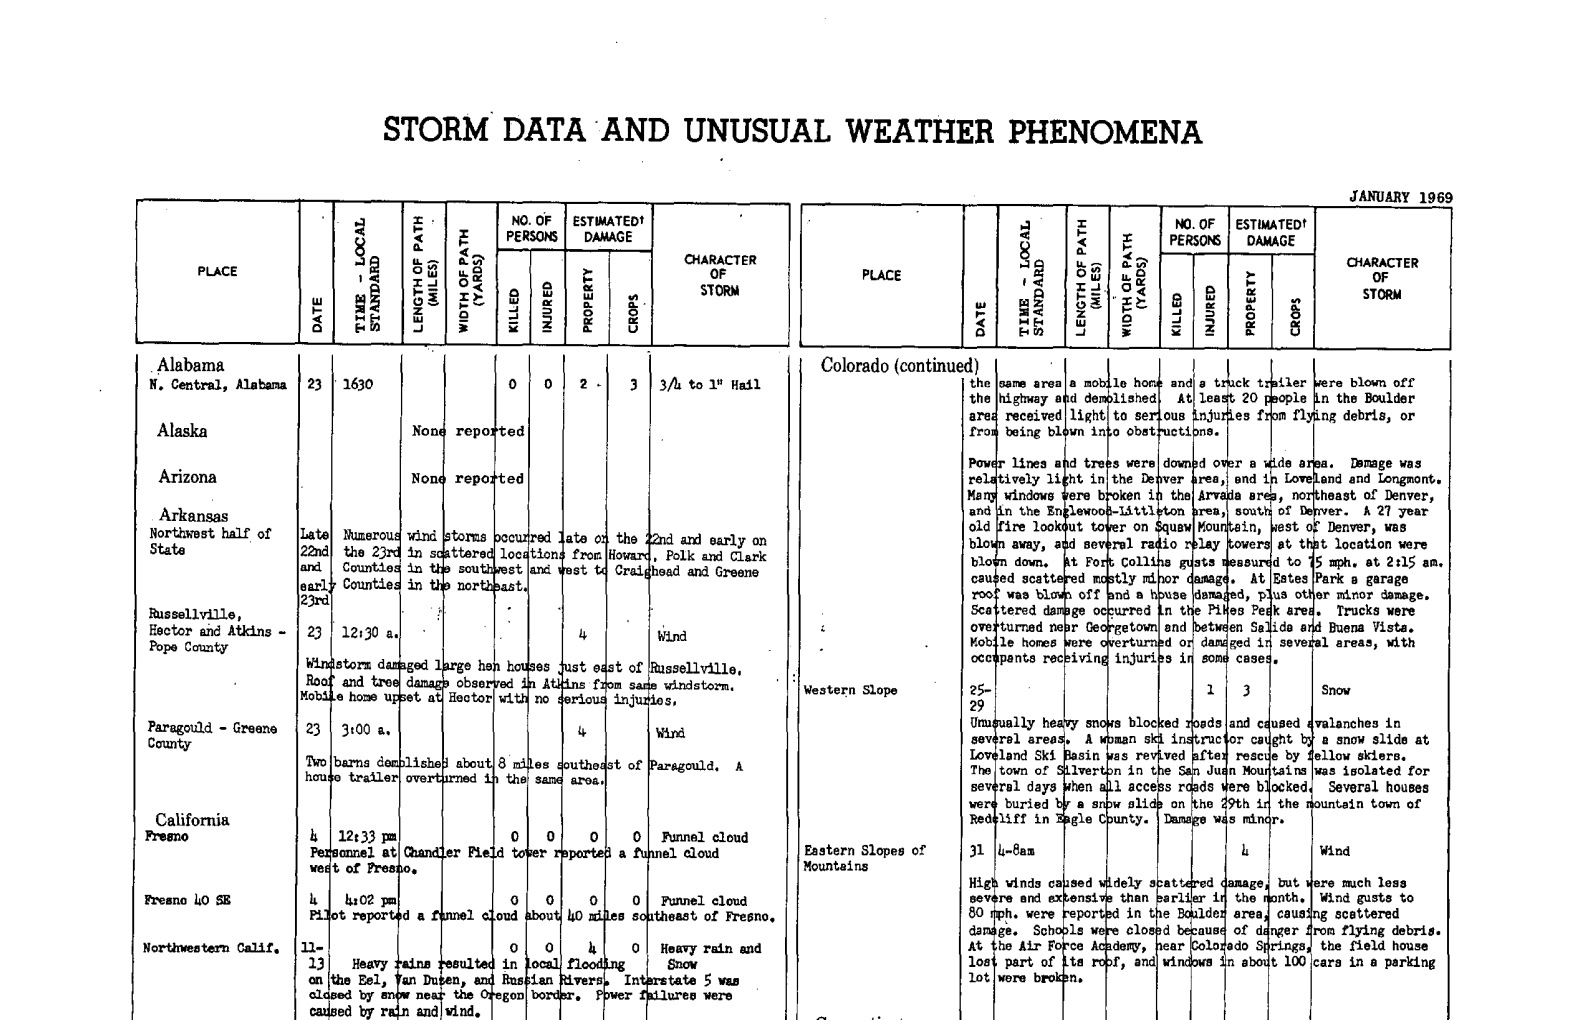 STORM DATA AND UNUSUAL WEATHER PHENOMENA
JANUARY 1969
PLACE
DATE
TIME - LOCAL STANDARD
LENGTH OF PATH (MILES)
WIDTH OF PATH (YARDS)
NO. OF PERSONS
KILLED
INJURED
ESTIMATED† DAMAGE
PROPERTY
CROPS
CHARACTER OF STORM
Alabama
N. Central, Alabama 23 1630 0 0 2 - 3 3/4 to 1" Hail
Alaska None reported
Arizona None reported
Arkansas
Northwest half of State
Late 22nd and early 23rd
Numerous wind storms occurred late on the 22nd and early on
the 23rd in scattered locations from Howard, Polk and Clark
Counties in the southwest and west to Craighead and Greene
Counties in the northeast.
Russellville,
Hector and Atkins - 23 12:30 a. 4 Wind
Pope County
Windstorm damaged large hen houses just east of Russellville.
Roof and tree damage observed in Atkins from same windstorm.
Mobile home upset at Hector with no serious injuries.
Paragould - Greene 23 3:00 a. 4 Wind
County
Two barns demolished about 8 miles southeast of Paragould. A
house trailer overturned in the same area.
California
Fresno 4 12:33 pm 0 0 0 0 Funnel cloud
Personnel at Chandler Field tower reported a funnel cloud
west of Fresno.
Fresno 40 SE 4 4:02 pm 0 0 0 0 Funnel cloud
Pilot reported a funnel cloud about 40 miles southeast of Fresno.
Northwestern Calif. 11- 0 0 4 0 Heavy rain and
13 Heavy rains resulted in local flooding Snow
on the Eel, Van Duzen, and Russian Rivers. Interstate 5 was
closed by snow near the Oregon border. Power failures were
caused by rain and wind.
PLACE
DATE
TIME - LOCAL STANDARD
LENGTH OF PATH (MILES)
WIDTH OF PATH (YARDS)
NO. OF PERSONS
KILLED
INJURED
ESTIMATED† DAMAGE
PROPERTY
CROPS
CHARACTER OF STORM
Colorado (continued)
the same area a mobile home and a truck trailer were blown off
the highway and demolished. At least 20 people in the Boulder
area received light to serious injuries from flying debris, or
from being blown into obstructions.
Power lines and trees were downed over a wide area. Damage was
relatively light in the Denver area, and in Loveland and Longmont.
Many windows were broken in the Arvada area, northeast of Denver,
and in the Englewood-Littleton area, south of Denver. A 27 year
old fire lookout tower on Squaw Mountain, west of Denver, was
blown away, and several radio relay towers at that location were
blown down. At Fort Collins gusts measured to 75 mph. at 2:15 am.
caused scattered mostly minor damage. At Estes Park a garage
roof was blown off and a house damaged, plus other minor damage.
Scattered damage occurred in the Pikes Peak area. Trucks were
overturned near Georgetown and between Salida and Buena Vista.
Mobile homes were overturned or damaged in several areas, with
occupants receiving injuries in some cases.
Western Slope 25- 1 3 Snow
29
Unusually heavy snows blocked roads and caused avalanches in
several areas. A woman ski instructor caught by a snow slide at
Loveland Ski Basin was revived after rescue by fellow skiers.
The town of Silverton in the San Juan Mountains was isolated for
several days when all access roads were blocked. Several houses
were buried by a snow slide on the 29th in the mountain town of
Redcliff in Eagle County. Damage was minor.
Eastern Slopes of 31 4-8am 4 Wind
Mountains
High winds caused widely scattered damage, but were much less
severe and extensive than earlier in the month. Wind gusts to
80 mph. were reported in the Boulder area, causing scattered
damage. Schools were closed because of danger from flying debris.
At the Air Force Academy, near Colorado Springs, the field house
lost part of its roof, and windows in about 100 cars in a parking
lot were broken.